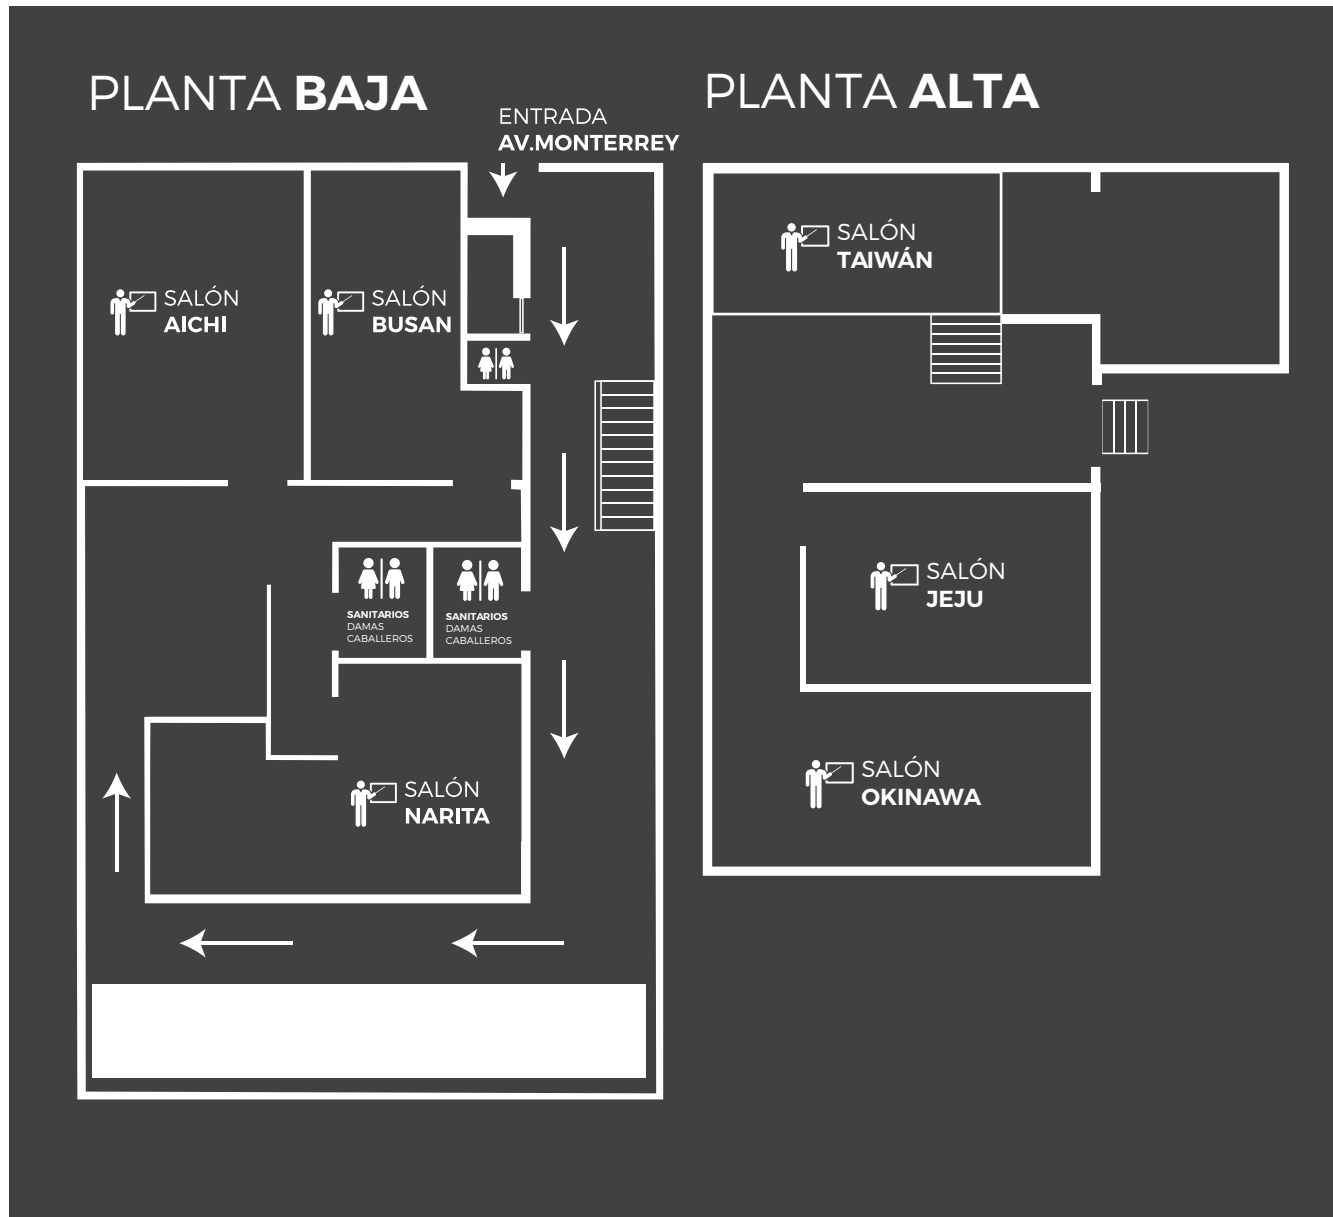 PLANTA BAJA
ENTRADA
AV.MONTERREY
SALÓN
AICHI
SALÓN
BUSAN
SANITARIOS
DAMAS
CABALLEROS
SANITARIOS
DAMAS
CABALLEROS
SALÓN
NARITA
PLANTA ALTA
SALÓN
TAIWÁN
SALÓN
JEJU
SALÓN
OKINAWA